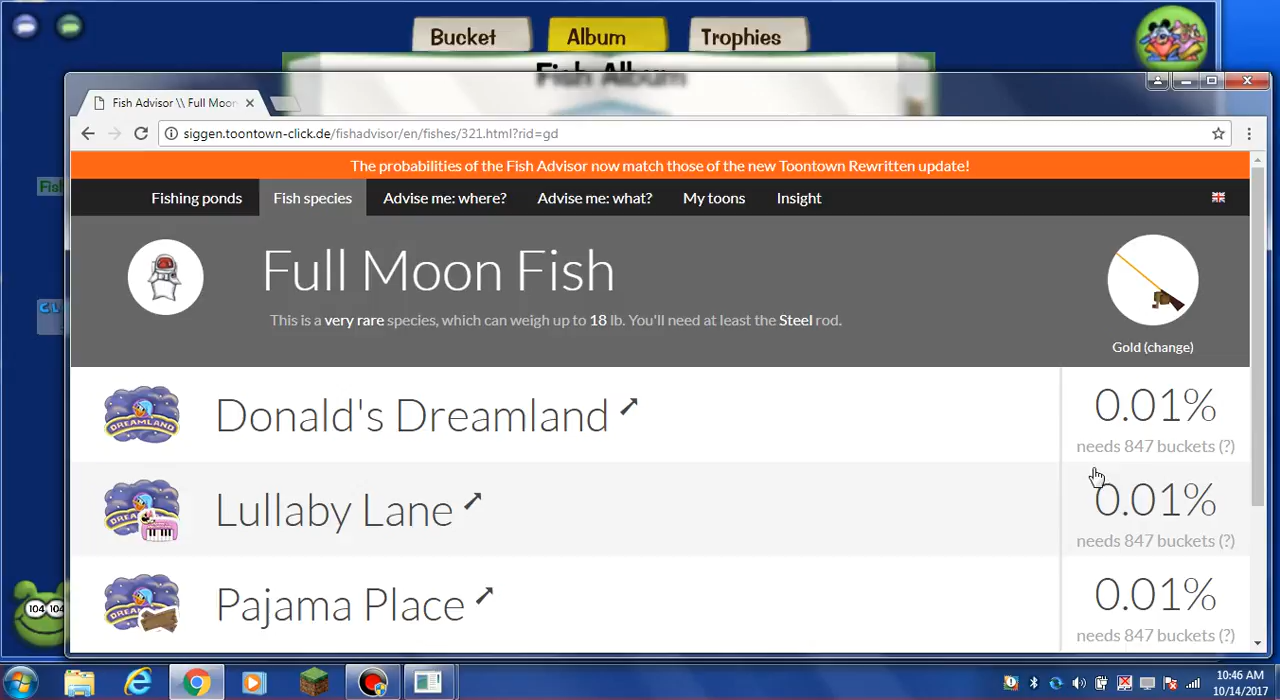 Bucket
Album
Trophies
Fish Album
Fish Advisor \\ Full Moon
siggen.toontown-click.de/fishadvisor/en/fishes/321.html?rid=gd
The probabilities of the Fish Advisor now match those of the new Toontown Rewritten update!
Fishing ponds
Fish species
Advise me: where?
Advise me: what?
My toons
Insight
Full Moon Fish
This is a very rare species, which can weigh up to 18 lb. You'll need at least the Steel rod.
Gold (change)
DREAMLAND
Donald's Dreamland
0.01%
needs 847 buckets (?)
Lullaby Lane
0.01%
needs 847 buckets (?)
Pajama Place
0.01%
needs 847 buckets (?)
104 104
10:46 AM
10/14/2017